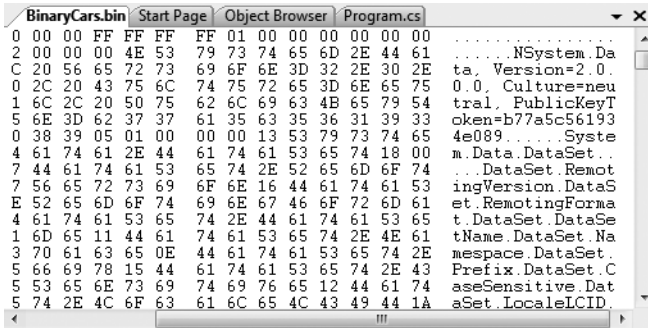 BinaryCars.bin Start Page Object Browser Program.cs
0 00 00 FF FF FF FF 01 00 00 00 00 00 00 ................
2 00 00 00 4E 53 79 73 74 65 6D 2E 44 61 ......NSystem.Da
C 20 56 65 72 73 69 6F 6E 3D 32 2E 30 2E ta, Version=2.0.
0 2C 20 43 75 6C 74 75 72 65 3D 6E 65 75 0.0, Culture=neu
1 6C 2C 20 50 75 62 6C 69 63 4B 65 79 54 tral, PublicKeyT
5 6E 3D 62 37 37 61 35 63 35 36 31 39 33 oken=b77a5c56193
0 38 39 05 01 00 00 00 13 53 79 73 74 65 4e089......Syste
4 61 74 61 2E 44 61 74 61 53 65 74 18 00 m.Data.DataSet..
7 44 61 74 61 53 65 74 2E 52 65 6D 6F 74 ...DataSet.Remot
7 56 65 72 73 69 6F 6E 16 44 61 74 61 53 ingVersion.DataS
E 52 65 6D 6F 74 69 6E 67 46 6F 72 6D 61 et.RemotingForma
4 61 74 61 53 65 74 2E 44 61 74 61 53 65 t.DataSet.DataSe
1 6D 65 11 44 61 74 61 53 65 74 2E 4E 61 tName.DataSet.Na
3 70 61 63 65 0E 44 61 74 61 53 65 74 2E mespace.DataSet.
5 66 69 78 15 44 61 74 61 53 65 74 2E 43 Prefix.DataSet.C
5 53 65 6E 73 69 74 69 76 65 12 44 61 74 aseSensitive.Dat
5 74 2E 4C 6F 63 61 6C 65 4C 43 49 44 1A aSet.LocaleLCID.